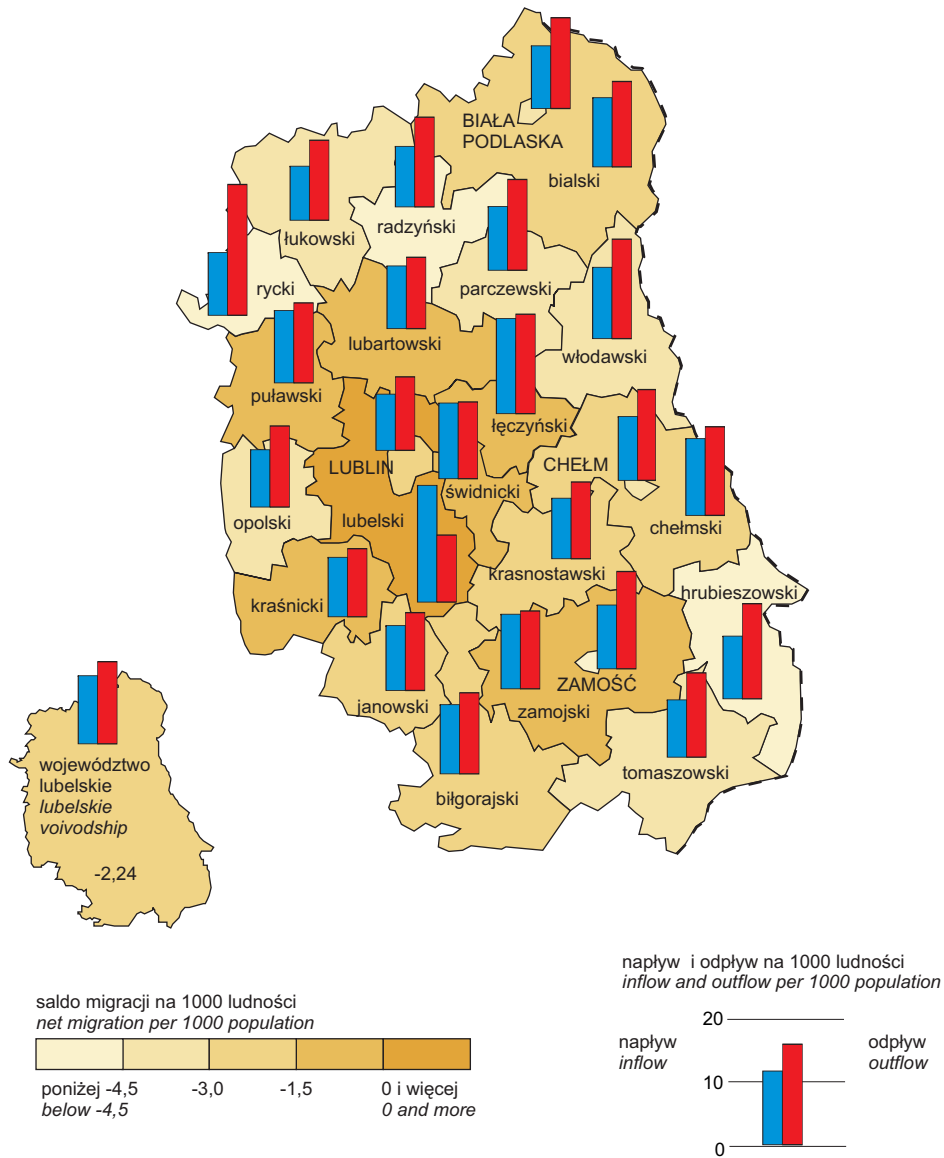 BIAŁA
PODLASKA
bialski
łukowski
radzyński
rycki
parczewski
lubartowski
włodawski
puławski
łęczyński
LUBLIN
CHEŁM
świdnicki
opolski
lubelski
chełmski
krasnostawski
kraśnicki
hrubieszowski
ZAMOŚĆ
janowski
zamojski
tomaszowski
biłgorajski
województwo
lubelskie
lubelskie
voivodship
-2,24
saldo migracji na 1000 ludności
net migration per 1000 population
poniżej -4,5 -3,0 -1,5 0 i więcej
below -4,5 0 and more
napływ i odpływ na 1000 ludności
inflow and outflow per 1000 population
20
napływ odpływ
inflow outflow
10
0